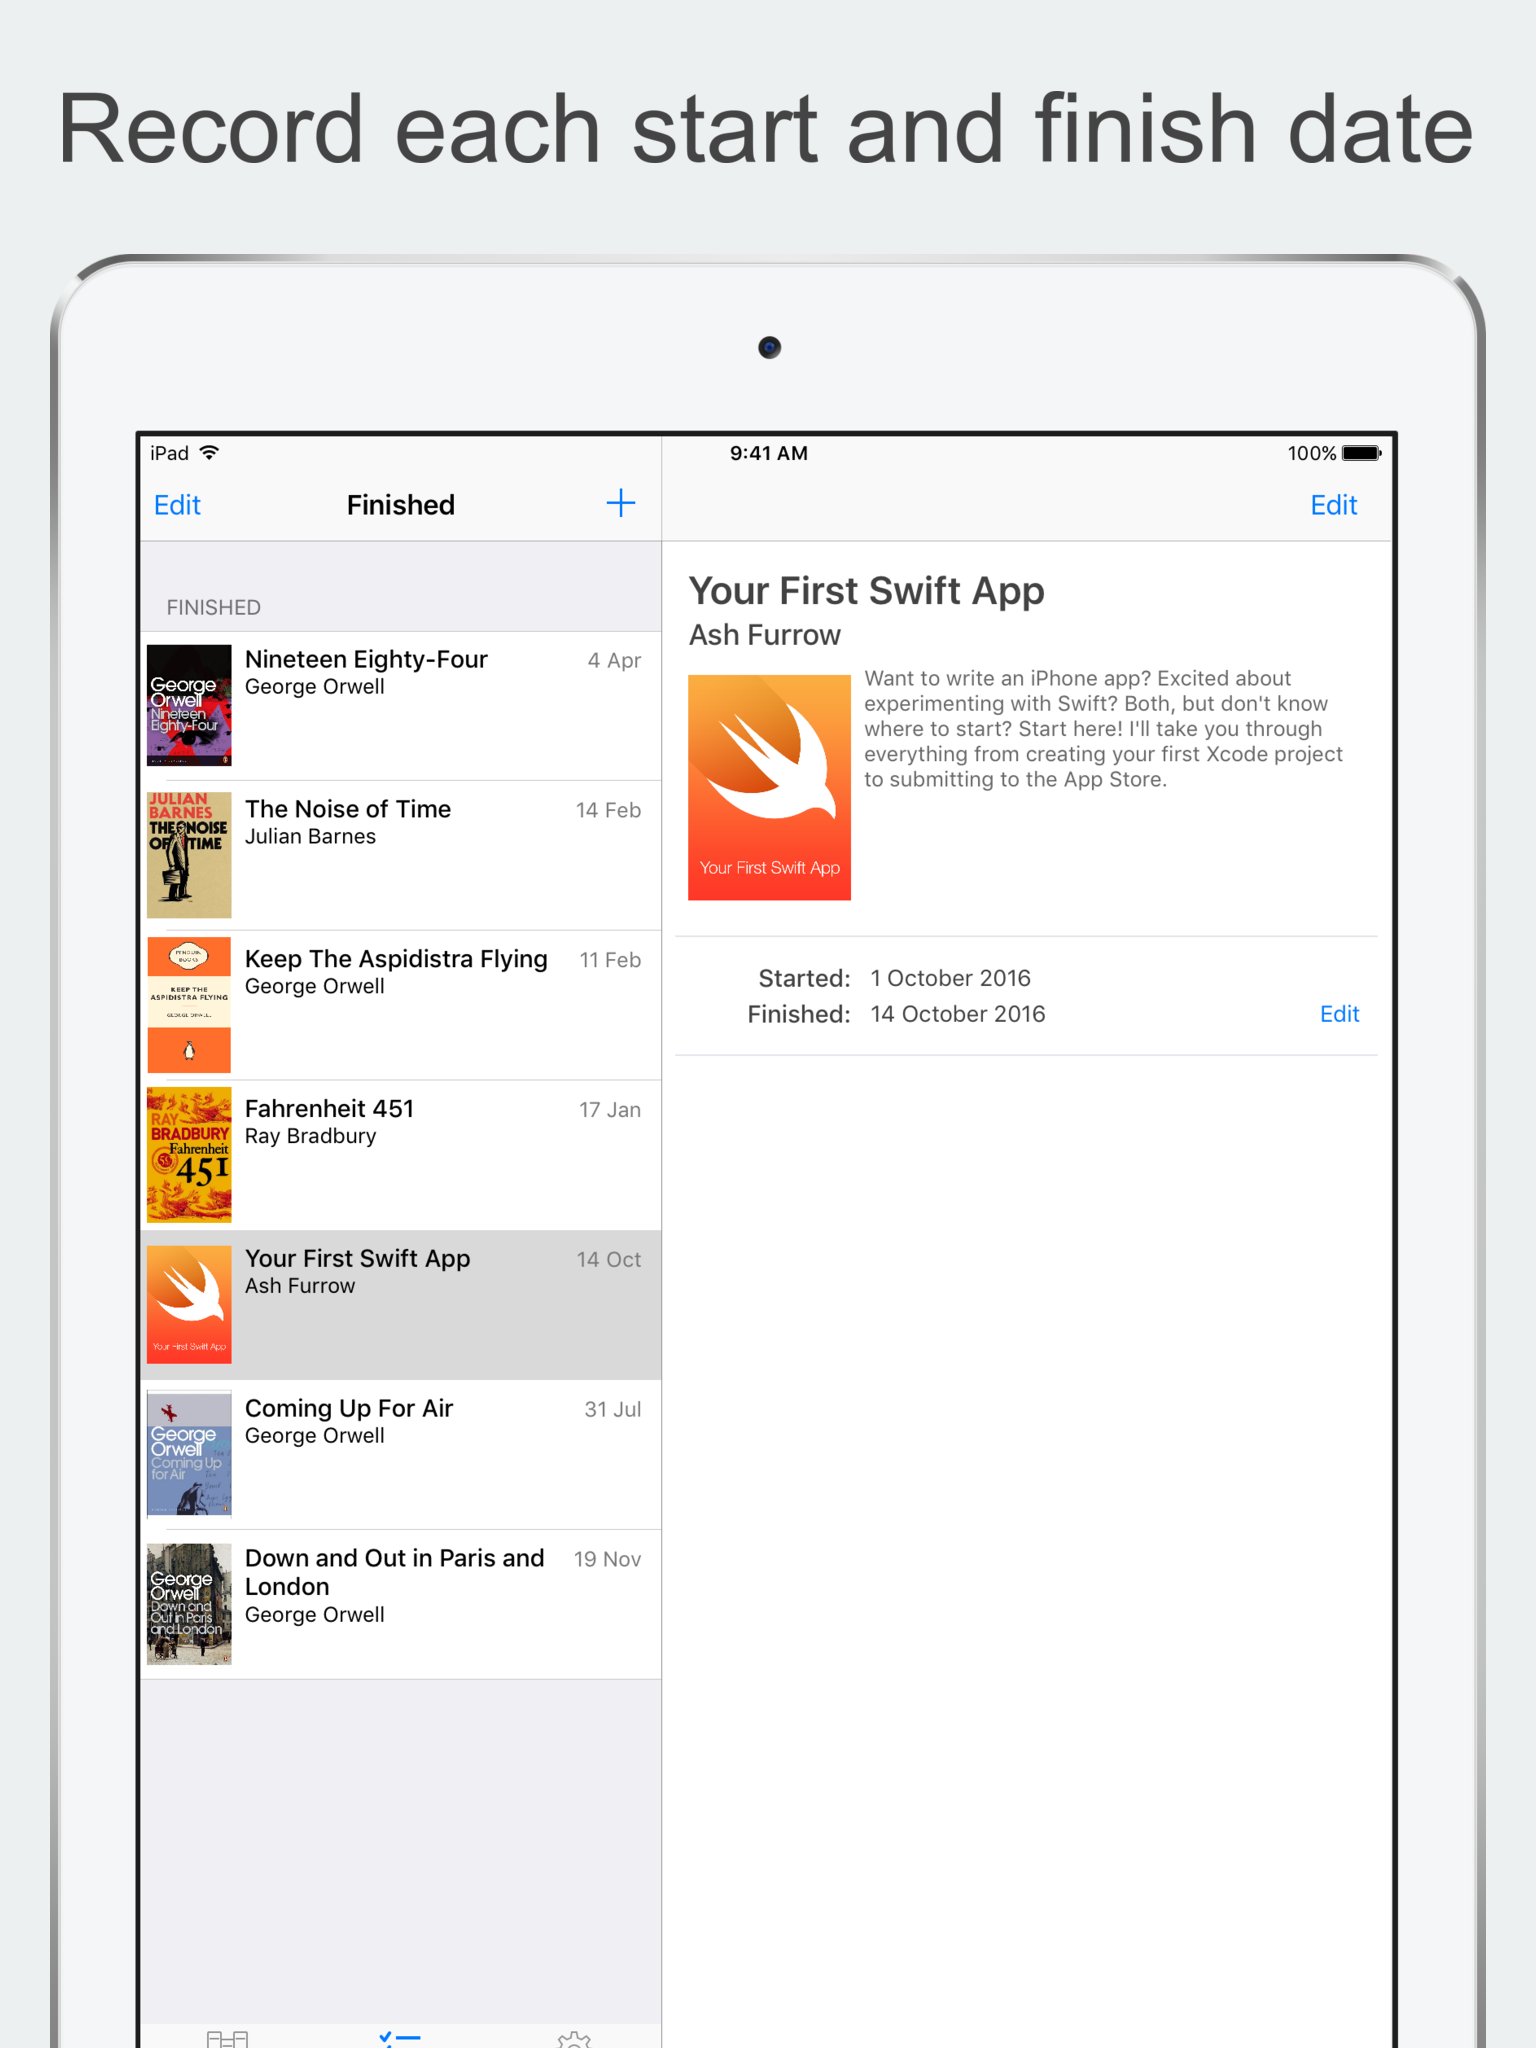 Record each start and finish date
iPad
9:41 AM
100%
Edit
Finished
Edit
FINISHED
George
Orwell
Nineteen
Eighty-Four
Nineteen Eighty-Four
4 Apr
George Orwell
JULIAN
BARNES
THE NOISE
OF TIME
The Noise of Time
14 Feb
Julian Barnes
PENGUIN
BOOKS
KEEP THE
ASPIDISTRA FLYING
GEORGE ORWELL
Keep The Aspidistra Flying
11 Feb
George Orwell
RAY
BRADBURY
Fahrenheit
451
Fahrenheit 451
17 Jan
Ray Bradbury
Your First Swift App
Your First Swift App
14 Oct
Ash Furrow
George
Orwell
Coming Up
for Air
Coming Up For Air
31 Jul
George Orwell
George
Orwell
Down and
Out in Paris
and London
Down and Out in Paris and
London
19 Nov
George Orwell
Your First Swift App
Ash Furrow
Your First Swift App
Want to write an iPhone app? Excited about
experimenting with Swift? Both, but don't know
where to start? Start here! I'll take you through
everything from creating your first Xcode project
to submitting to the App Store.
Started: 1 October 2016
Finished: 14 October 2016
Edit